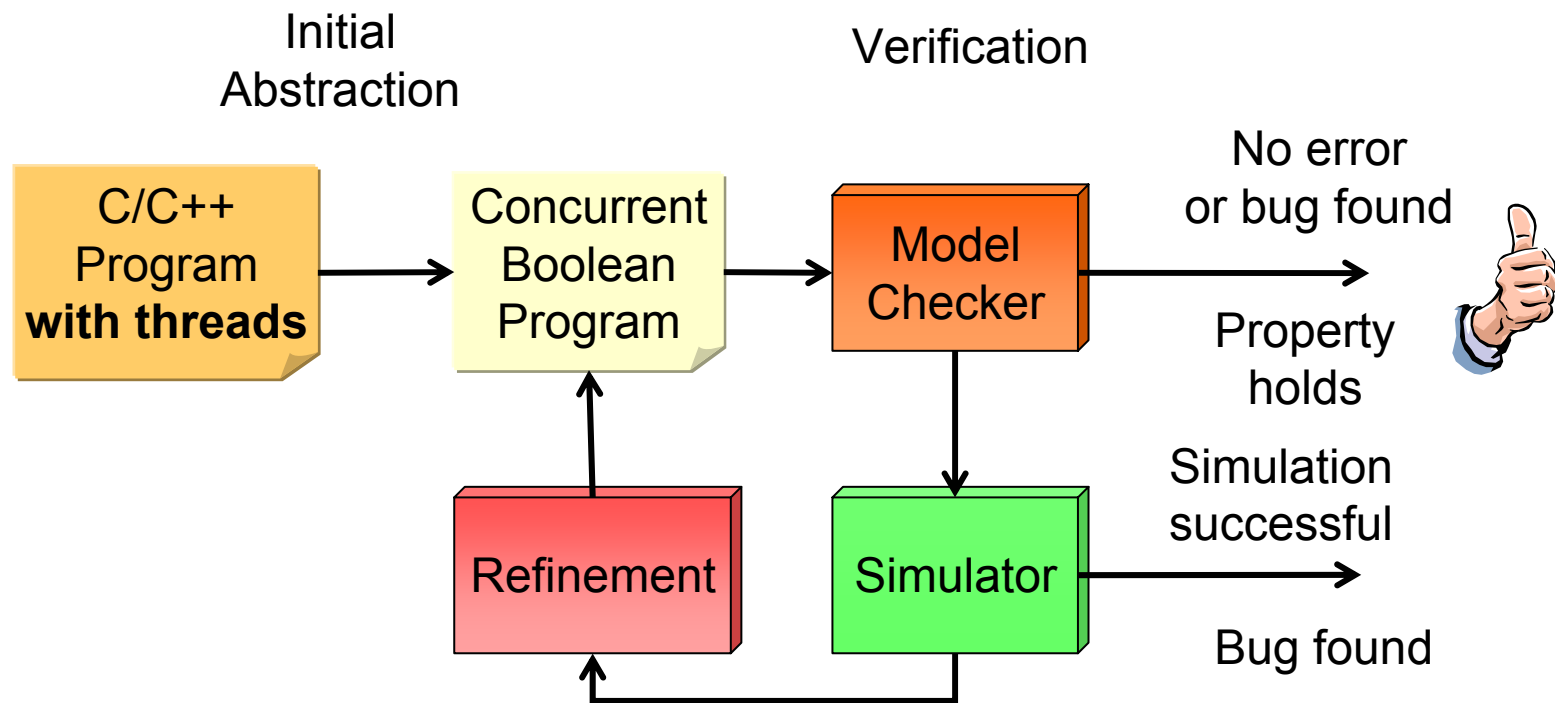 Initial
Abstraction
Verification
C/C++
Program
with threads
Concurrent
Boolean
Program
Model
Checker
No error
or bug found
Property
holds
Refinement
Simulator
Simulation
successful
Bug found